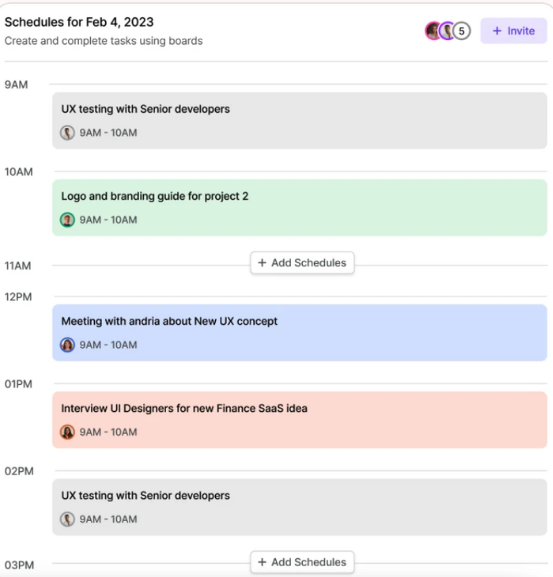 Schedules for Feb 4, 2023
Create and complete tasks using boards
5
+ Invite
9AM
UX testing with Senior developers
9AM - 10AM
10AM
Logo and branding guide for project 2
9AM - 10AM
+ Add Schedules
11AM
12PM
Meeting with andria about New UX concept
9AM - 10AM
01PM
Interview UI Designers for new Finance SaaS idea
9AM - 10AM
02PM
UX testing with Senior developers
9AM - 10AM
+ Add Schedules
03PM